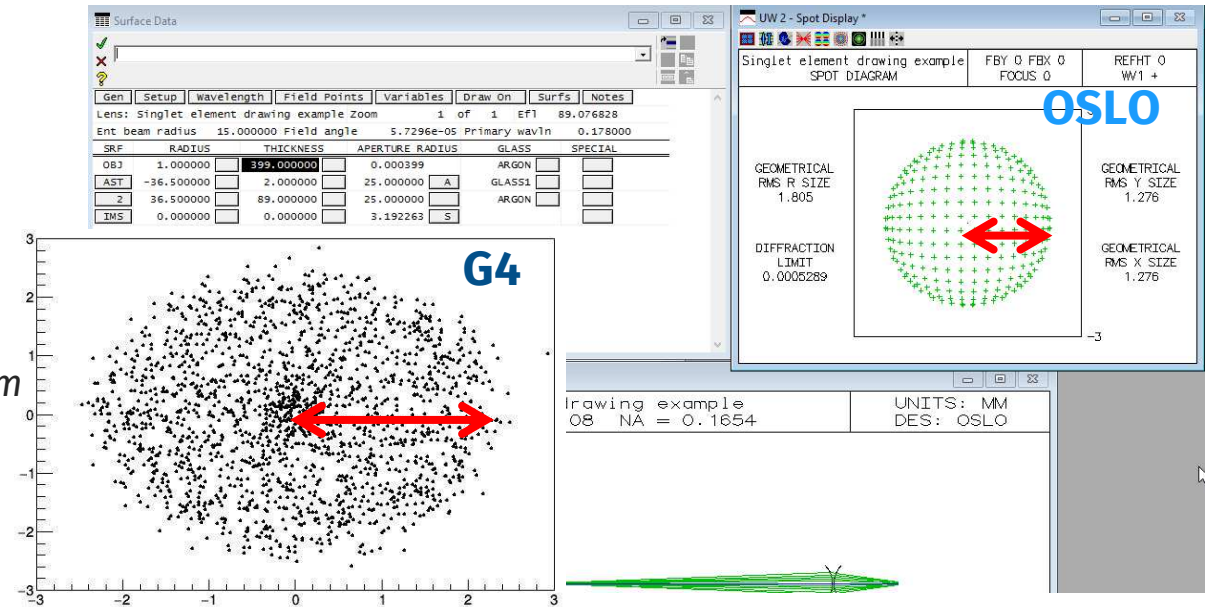 Surface Data
Gen Setup Wavelength Field Points Variables Draw On Surfs Notes
Lens: Singlet element drawing example Zoom 1 of 1 Efl 89.076828
Ent beam radius 15.000000 Field angle 5.7296e-05 Primary wavln 0.178000
SRF RADIUS THICKNESS APERTURE RADIUS GLASS SPECIAL
OBJ 1.000000 399.000000 0.000399 ARGON
AST -36.500000 2.000000 25.000000 A GLASS1
2 36.500000 89.000000 25.000000 ARGON
IMS 0.000000 0.000000 3.192263 S
UW 2 - Spot Display *
Singlet element drawing example
SPOT DIAGRAM
FBY 0 FBX 0
FOCUS 0
REFHT 0
WV1 +
OSLO
GEOMETRICAL
RMS R SIZE
1.805
DIFFRACTION
LIMIT
0.0005289
GEOMETRICAL
RMS Y SIZE
1.276
GEOMETRICAL
RMS X SIZE
1.276
-3
G4
m
3
2
1
0
-1
-2
-3
-3 -2 -1 0 1 2 3
drawing example
08 NA = 0.1654
UNITS: MM
DES: OSLO